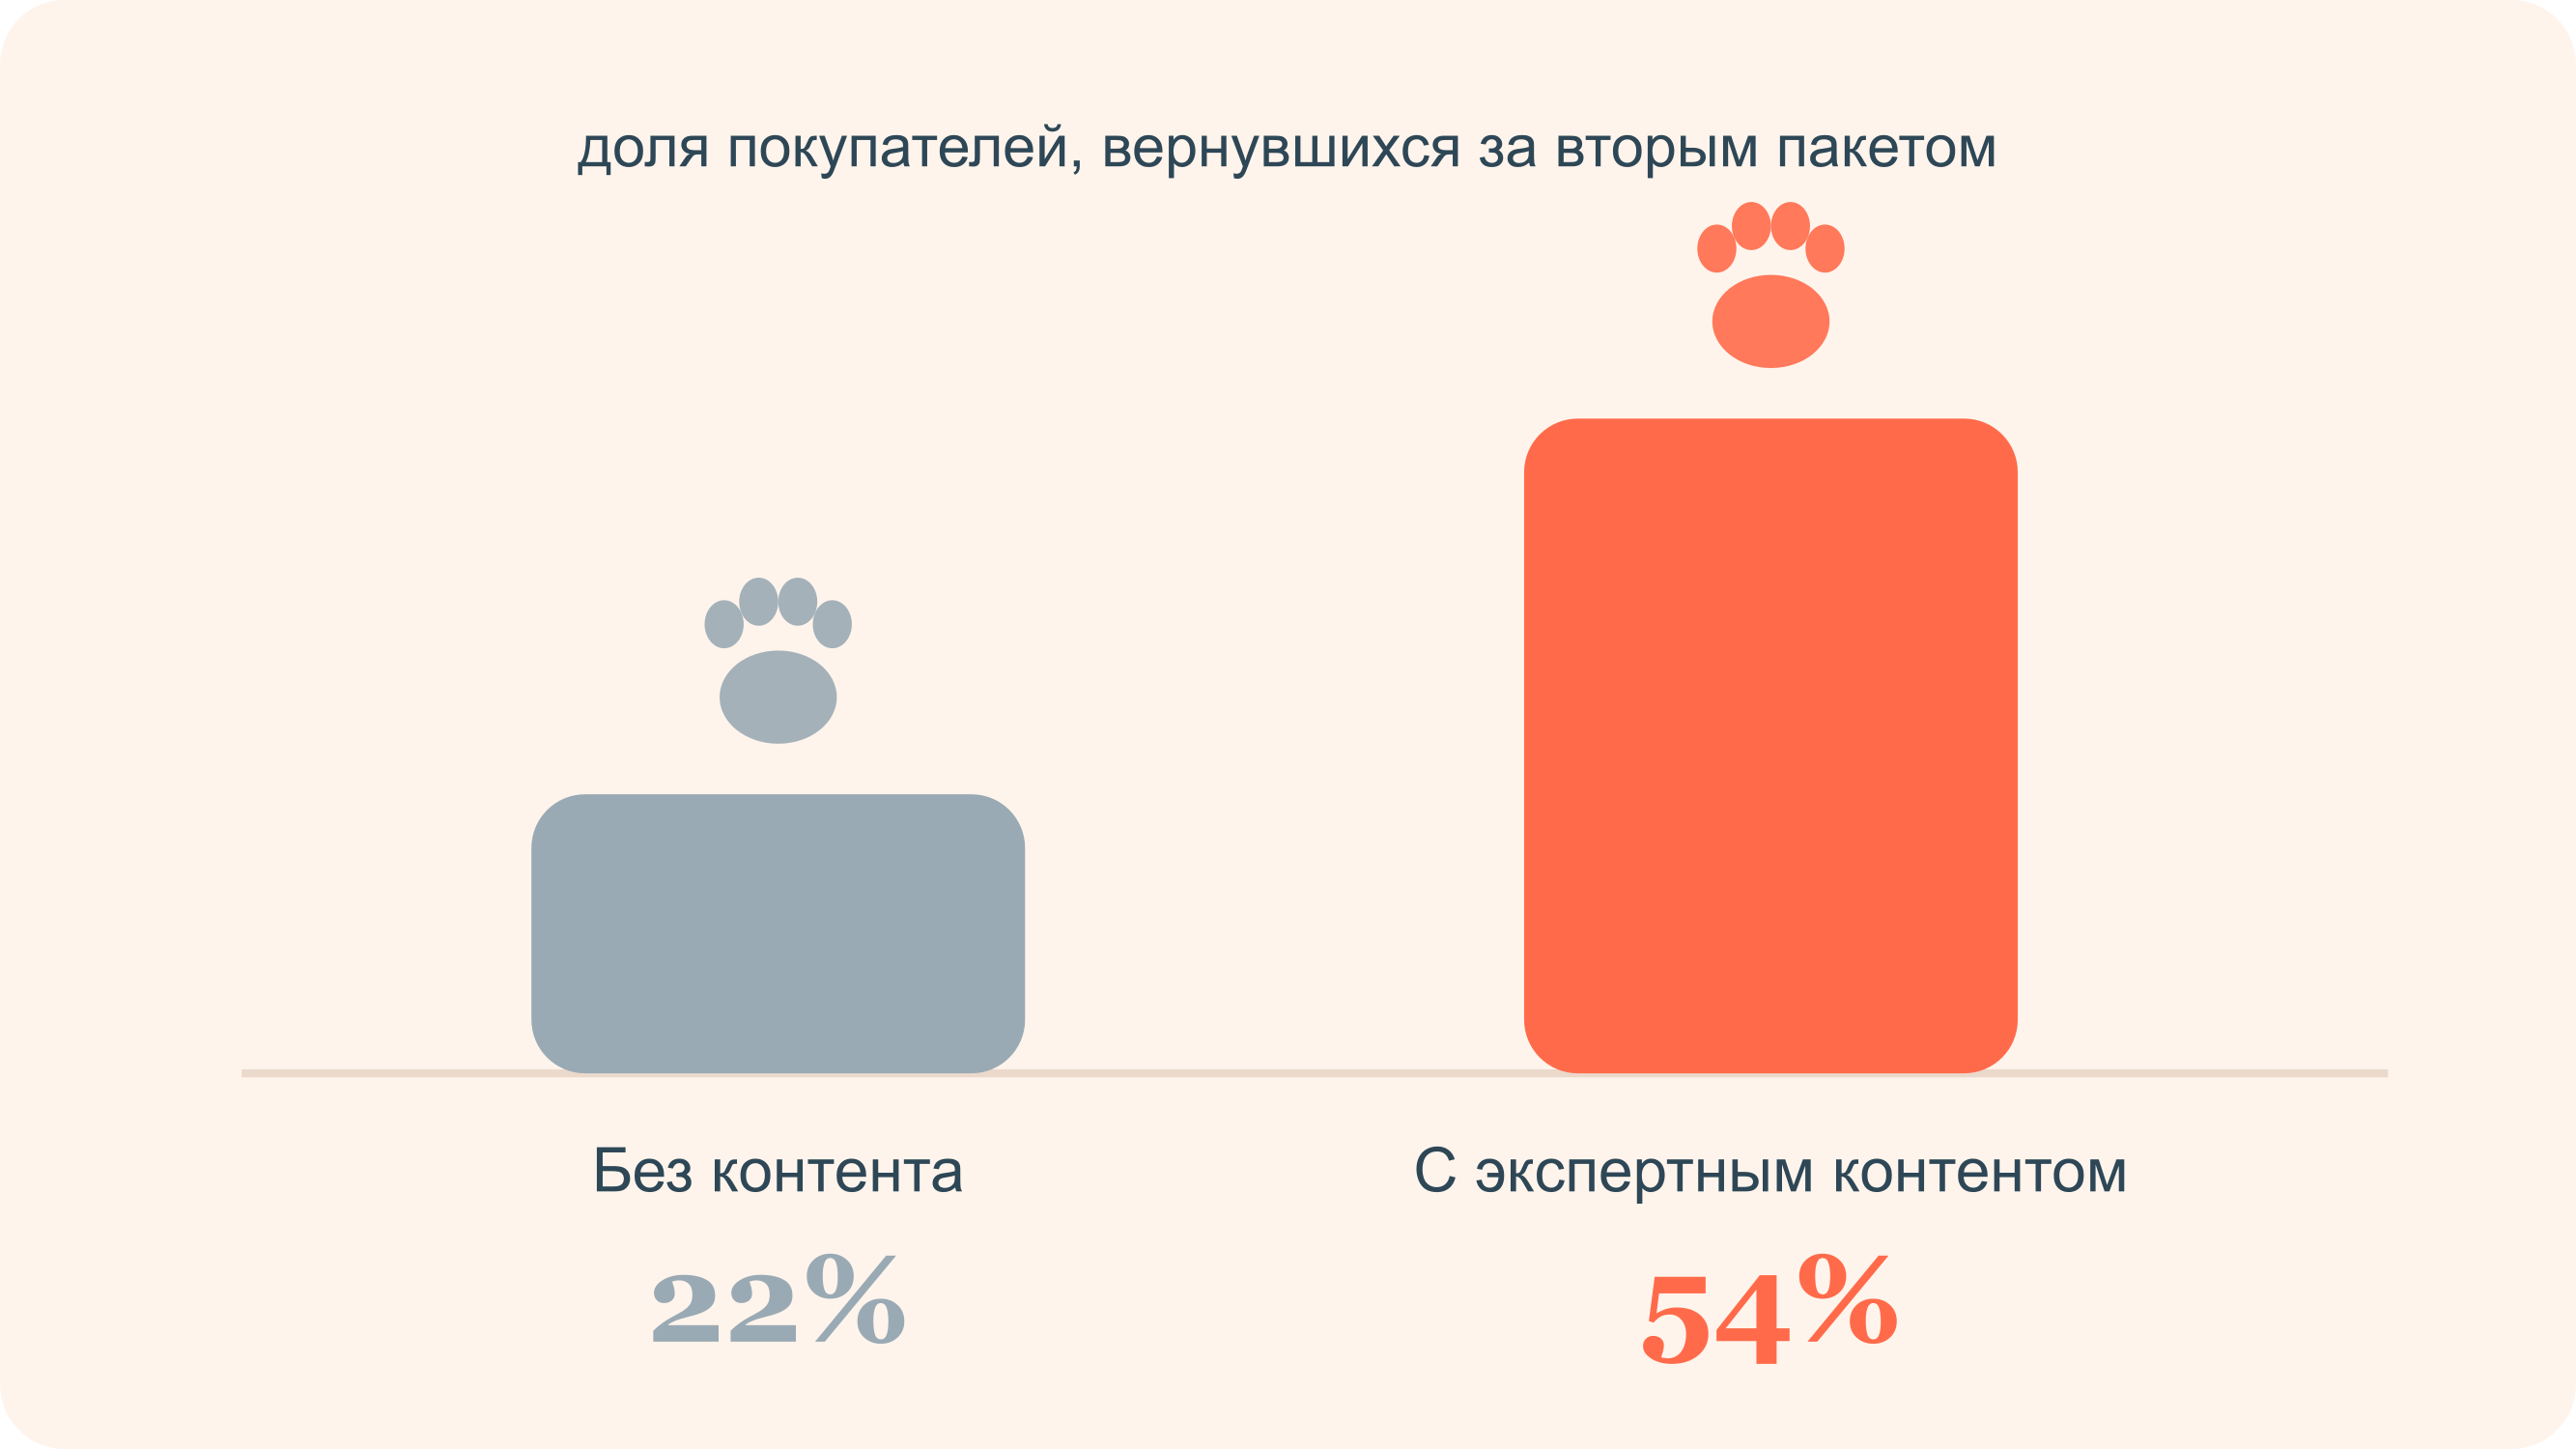 доля покупателей, вернувшихся за вторым пакетом
Без контента
С экспертным контентом
22%
54%